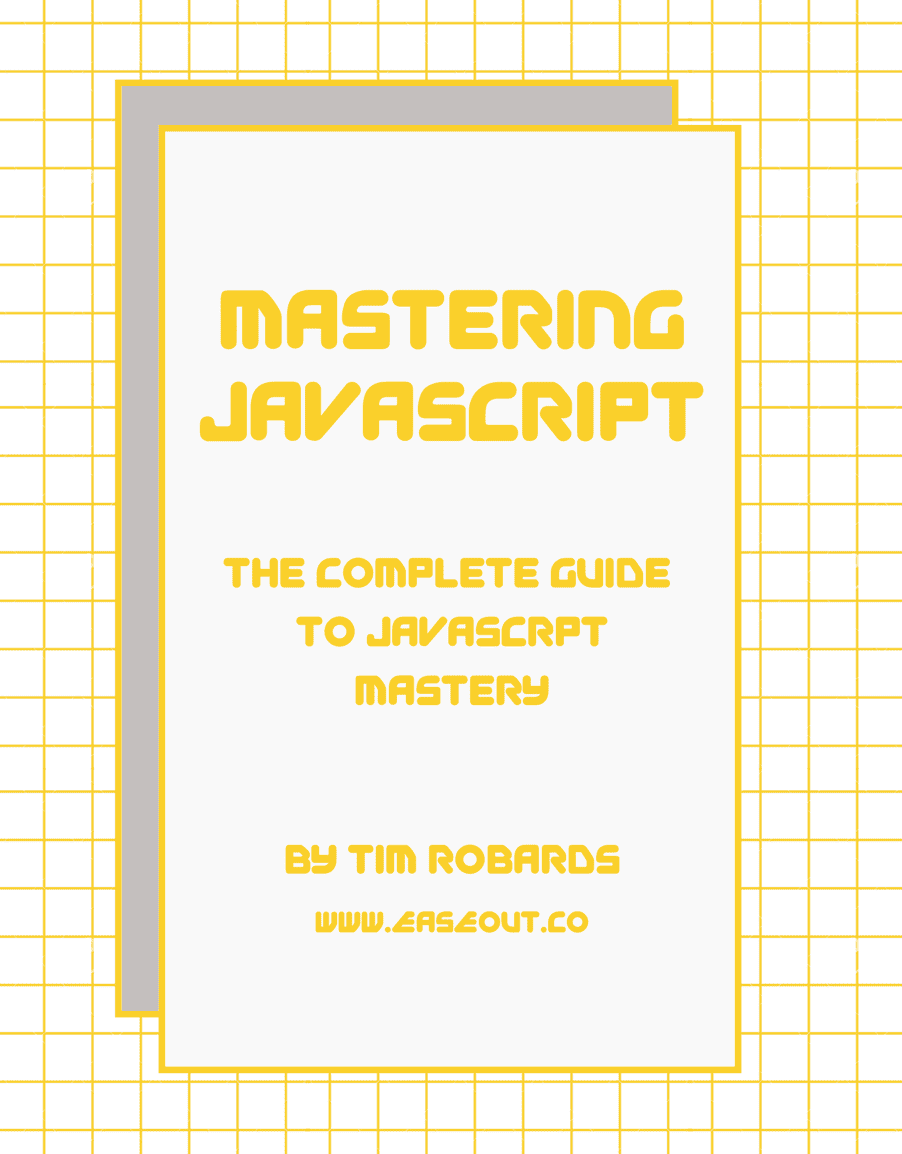 MASTERING
JAVASCRIPT
THE COMPLETE GUIDE
TO JAVASCRPT
MASTERY
BY TIM ROBARDS
WWW.EASEOUT.CO